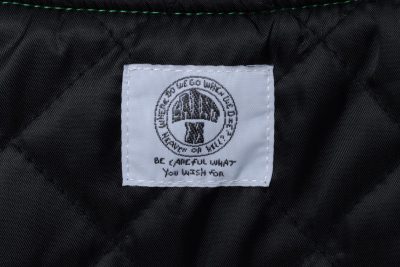 WHERE DO WE GO WHEN WE DIE?
HEAVEN OR HELL?
BE CAREFUL WHAT
YOU WISH FOR